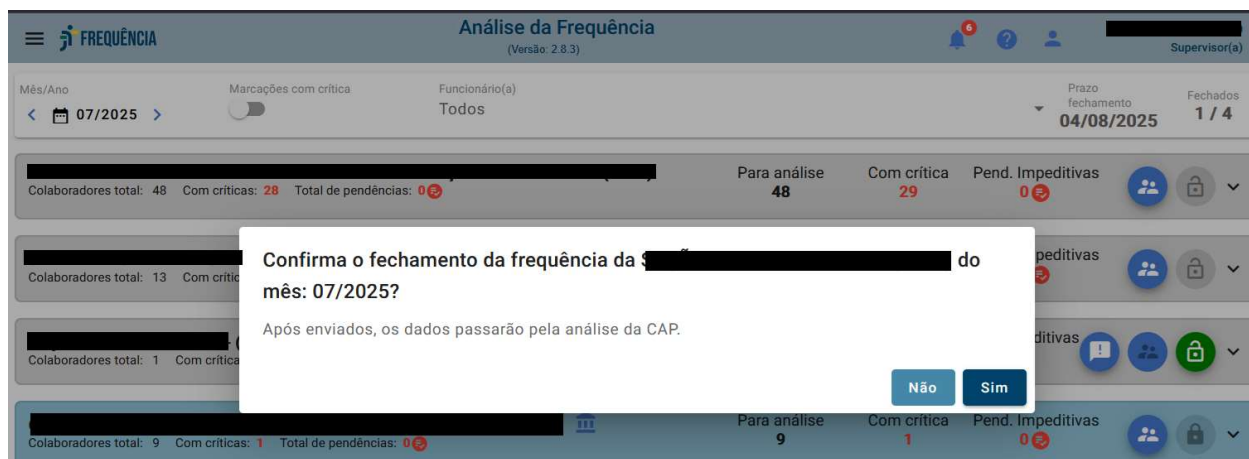 FREQUÊNCIA
Análise da Frequência
(Versão: 2.8.3)
6
Supervisor(a)
Mês/Ano
07/2025
Marcações com crítica
Funcionário(a)
Todos
Prazo fechamento
04/08/2025
Fechados
1 / 4
Colaboradores total: 48 Com críticas: 28 Total de pendências: 0
Para análise
48
Com crítica
29
Pend. Impeditivas
0
Confirma o fechamento da frequência da do
mês: 07/2025?
Após enviados, os dados passarão pela análise da CAP.
Não
Sim
Colaboradores total: 13
peditivas
Colaboradores total: 1
ditivas
Colaboradores total: 9 Com críticas: 1 Total de pendências: 0
Para análise
9
Com crítica
1
Pend. Impeditivas
0